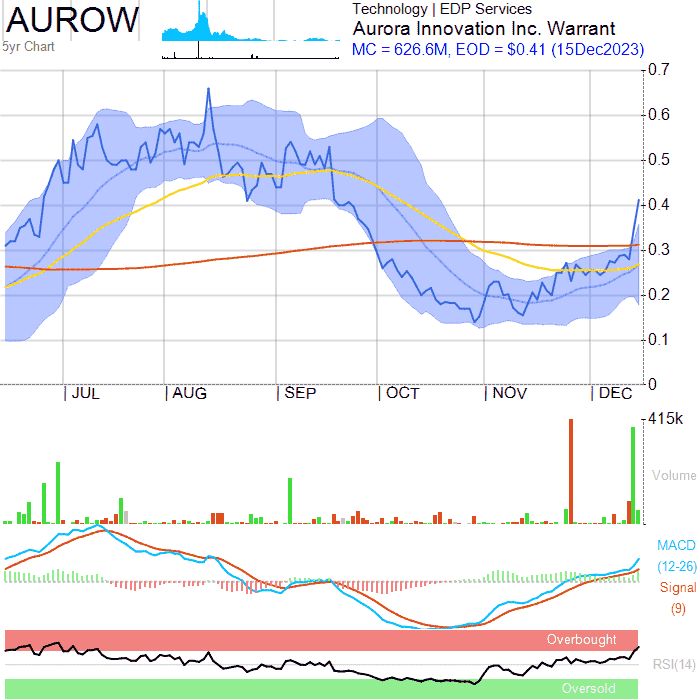 AUROW
5yr Chart
Technology | EDP Services
Aurora Innovation Inc. Warrant
MC = 626.6M, EOD = $0.41 (15Dec2023)
0.7
0.6
0.5
0.4
0.3
0.2
0.1
0
| JUL | AUG | SEP | OCT | NOV | DEC
415k
Volume
MACD
(12-26)
Signal
(9)
Overbought
RSI(14)
Oversold